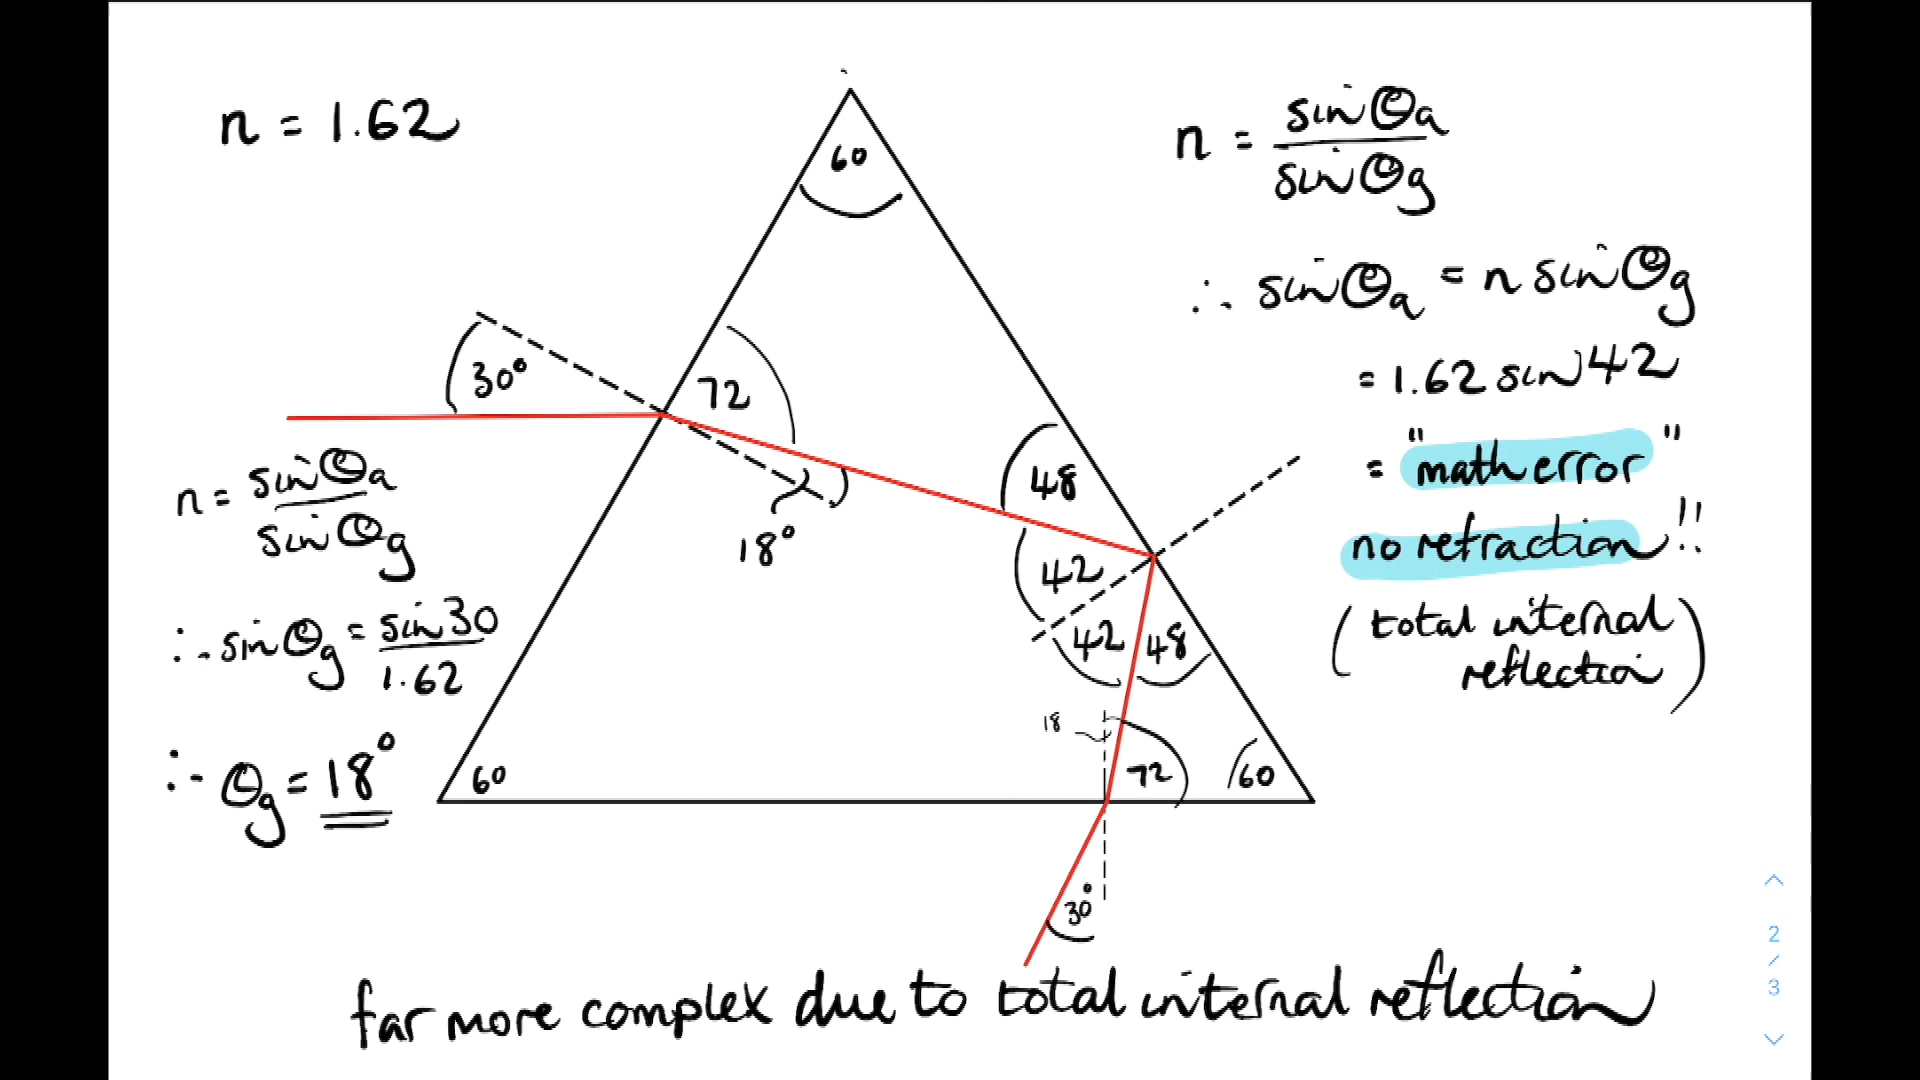 n = 1.62
n = sinθa / sinθg
∴ sinθa = n sinθg
= 1.62 sin 42
= "math error"
no refraction!!
(total internal reflection)
60
30°
72
18°
48
42
42
48
18
72
60
60
30°
n = sinθa / sinθg
∴ sinθg = sin30 / 1.62
∴ θg = 18°
far more complex due to total internal reflection
2
/
3